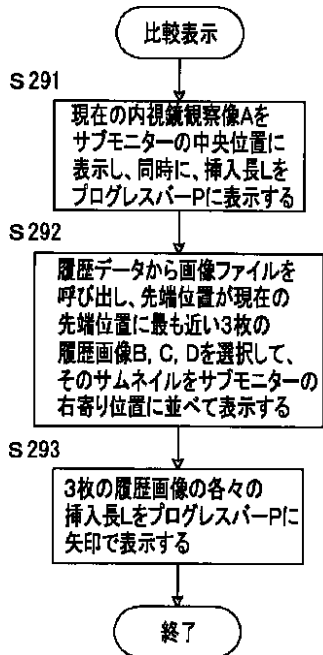 比較表示
S291
現在の内視鏡観察像Aを
サブモニターの中央位置に
表示し、同時に、挿入長Lを
プログレスバーPに表示する
S292
履歴データから画像ファイルを
呼び出し、先端位置が現在の
先端位置に最も近い3枚の
履歴画像B, C, Dを選択して、
そのサムネイルをサブモニターの
右寄り位置に並べて表示する
S293
3枚の履歴画像の各々の
挿入長LをプログレスバーPに
矢印で表示する
終了